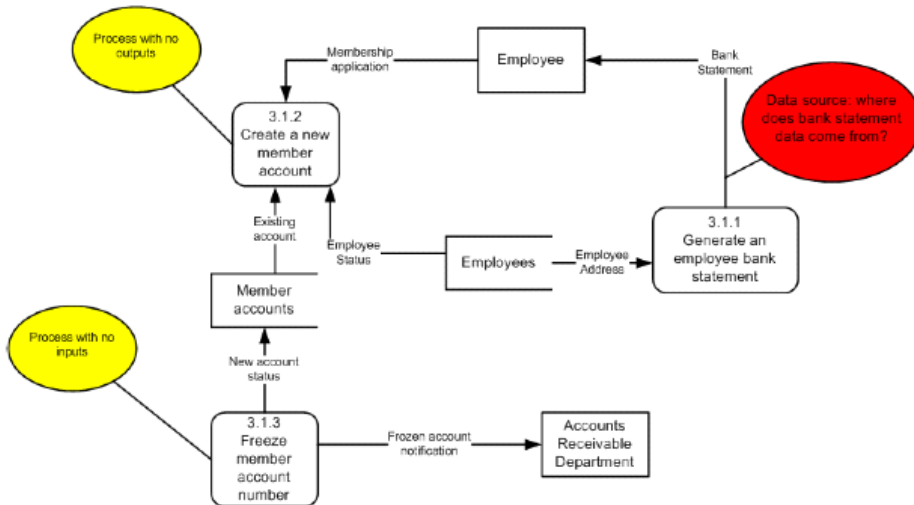 Process with no
outputs
Membership
application
Employee
Bank
Statement
Data source: where
does bank statement
data come from?
3.1.2
Create a new
member
account
Existing
account
Employee
Status
Employees
Employee
Address
3.1.1
Generate an
employee bank
statement
Member
accounts
Process with no
inputs
New account
status
3.1.3
Freeze
member
account
number
Frozen account
notification
Accounts
Receivable
Department